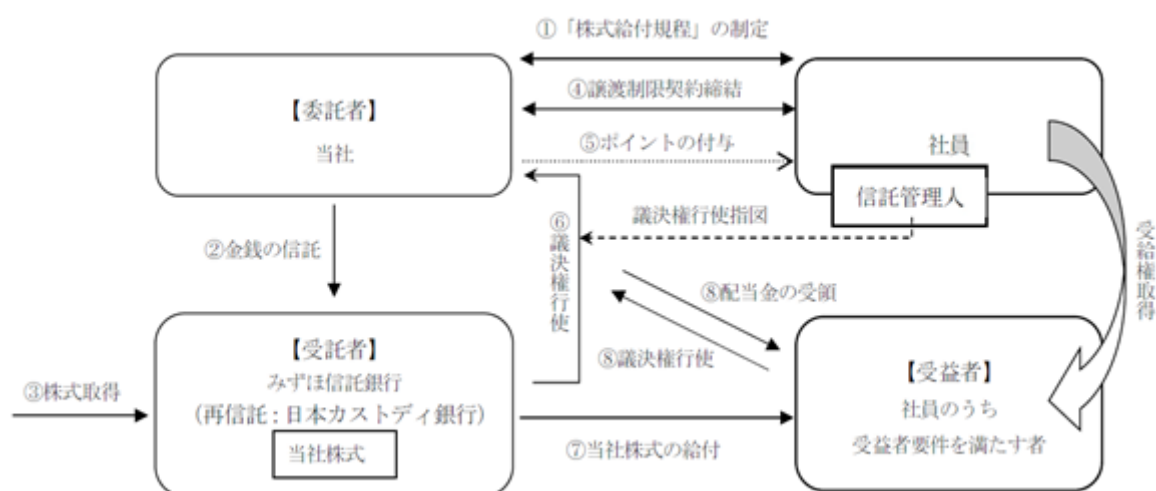 ①「株式給付規程」の制定
【委託者】
当社
④譲渡制限契約締結
⑤ポイントの付与
社員
信託管理人
議決権行使指図
⑥議決権行使
②金銭の信託
受給権取得
⑧配当金の受領
⑧議決権行使
【受託者】
みずほ信託銀行
(再信託：日本カストディ銀行)
当社株式
③株式取得
⑦当社株式の給付
【受益者】
社員のうち
受益者要件を満たす者